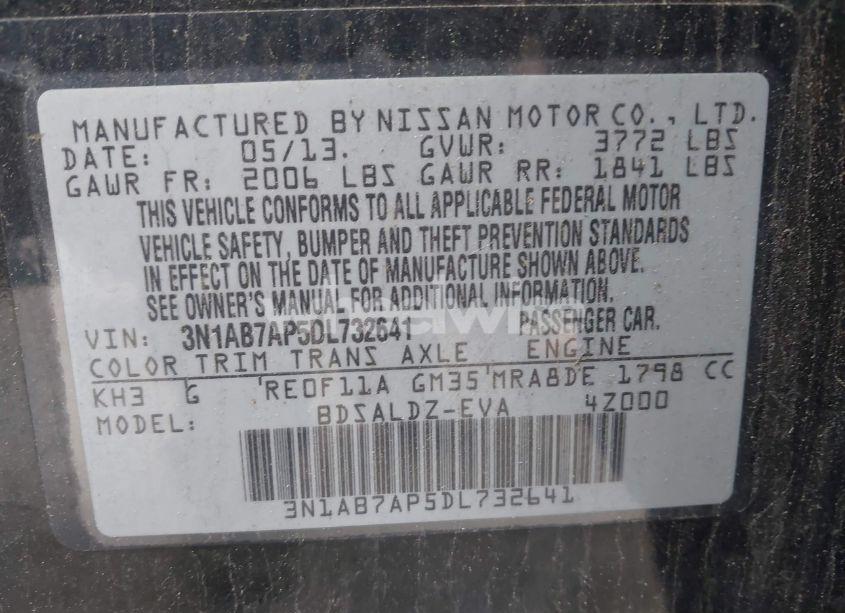 MANUFACTURED BY NISSAN MOTOR CO., LTD.
DATE: 05/13. GVWR: 3772 LBS
GAWR FR: 2006 LBS GAWR RR: 1841 LBS
THIS VEHICLE CONFORMS TO ALL APPLICABLE FEDERAL MOTOR
VEHICLE SAFETY, BUMPER AND THEFT PREVENTION STANDARDS
IN EFFECT ON THE DATE OF MANUFACTURE SHOWN ABOVE.
SEE OWNER'S MANUAL FOR ADDITIONAL INFORMATION.
VIN: 3N1AB7AP5DL732641 PASSENGER CAR.
COLOR TRIM TRANS AXLE ENGINE
KH3 G RE0F11A GM35 MRA8DE 1798 CC
MODEL: BDSALDZ-EVA 4Z000
3N1AB7AP5DL732641